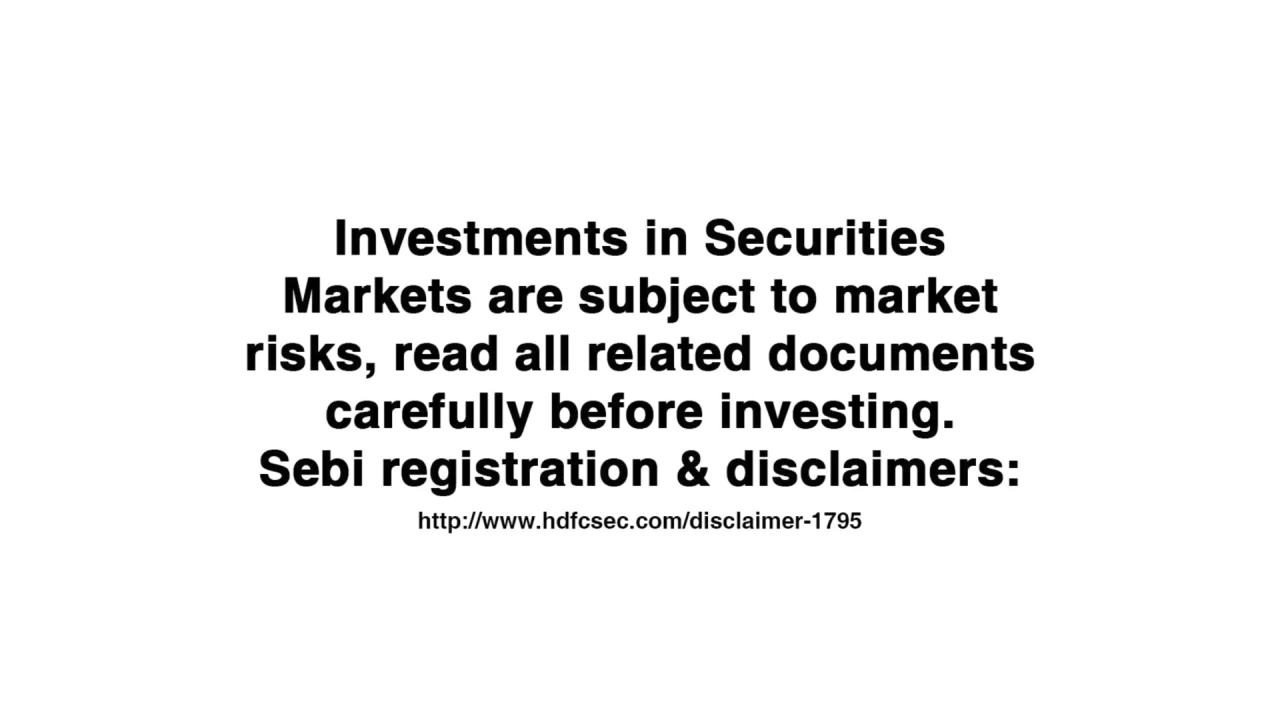 Investments in Securities
Markets are subject to market
risks, read all related documents
carefully before investing.
Sebi registration & disclaimers:
http://www.hdfcsec.com/disclaimer-1795